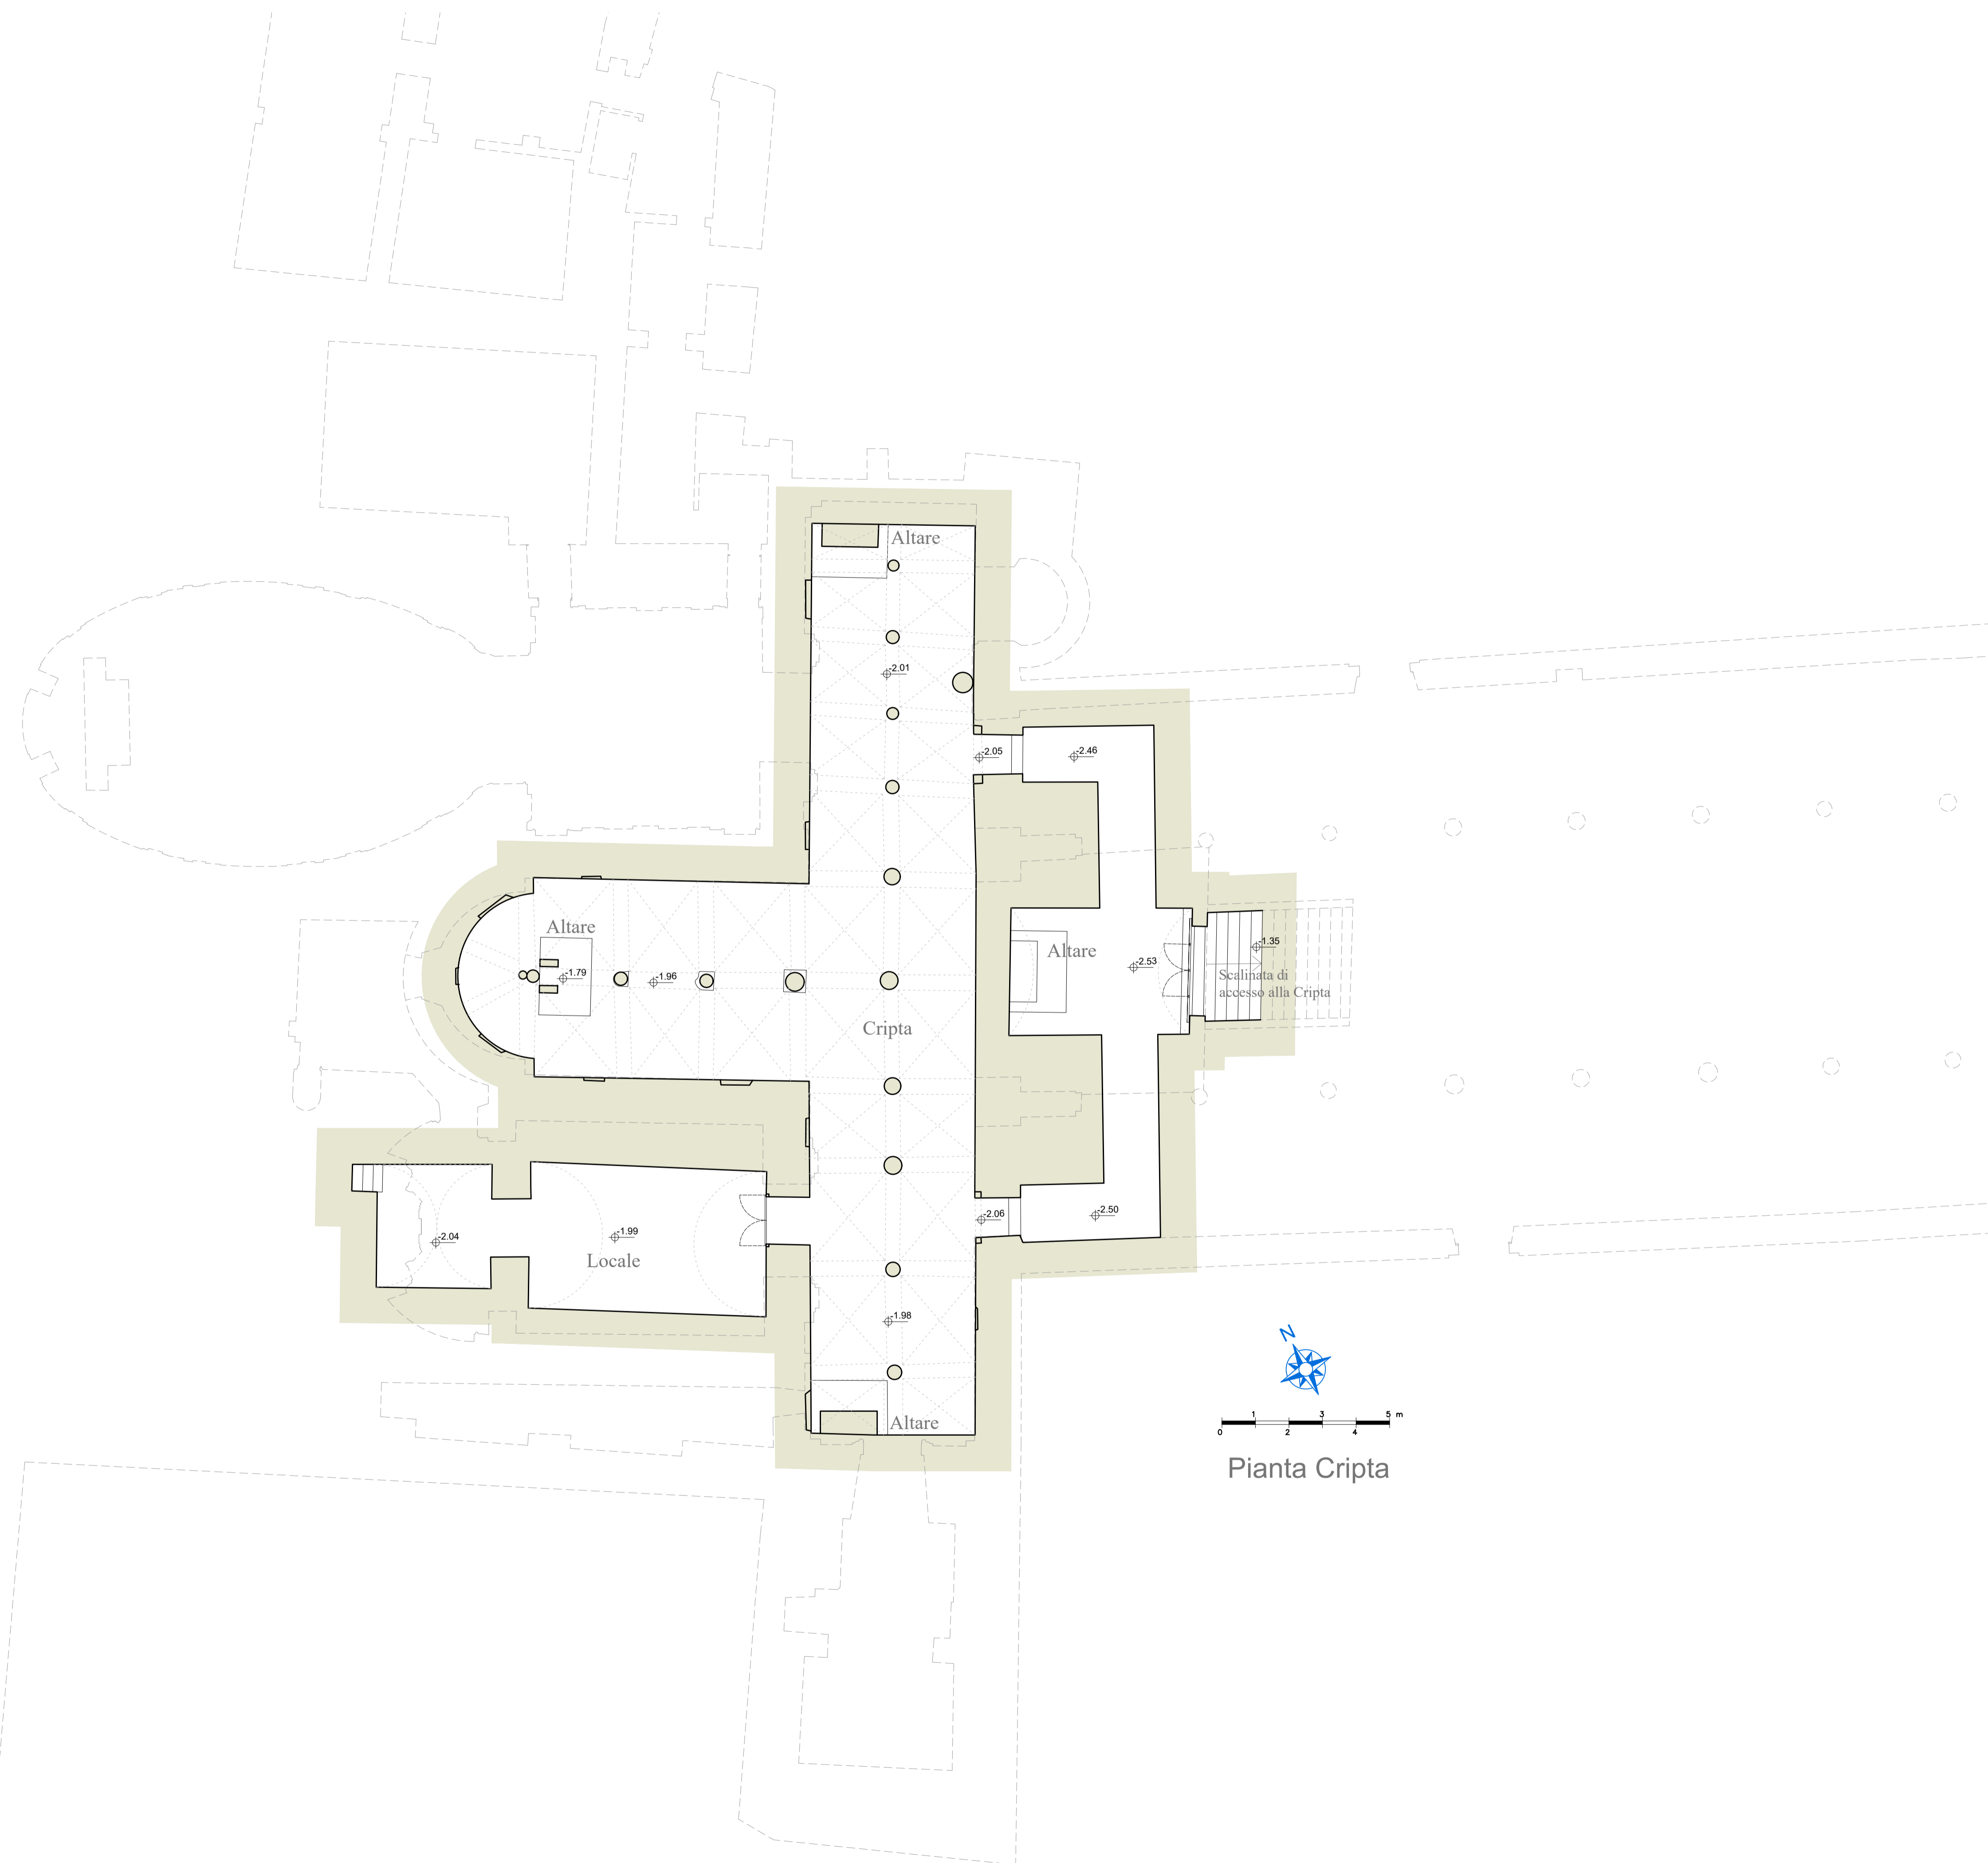 Altare
-2.01
-2.05
-2.46
Altare
-1.79
-1.96
Altare
-2.53
-1.35
Scalinata di
accesso alla Cripta
Cripta
-2.04
-1.99
Locale
-2.06
-2.50
-1.98
Altare
N
1 3 5 m
0 2 4
Pianta Cripta